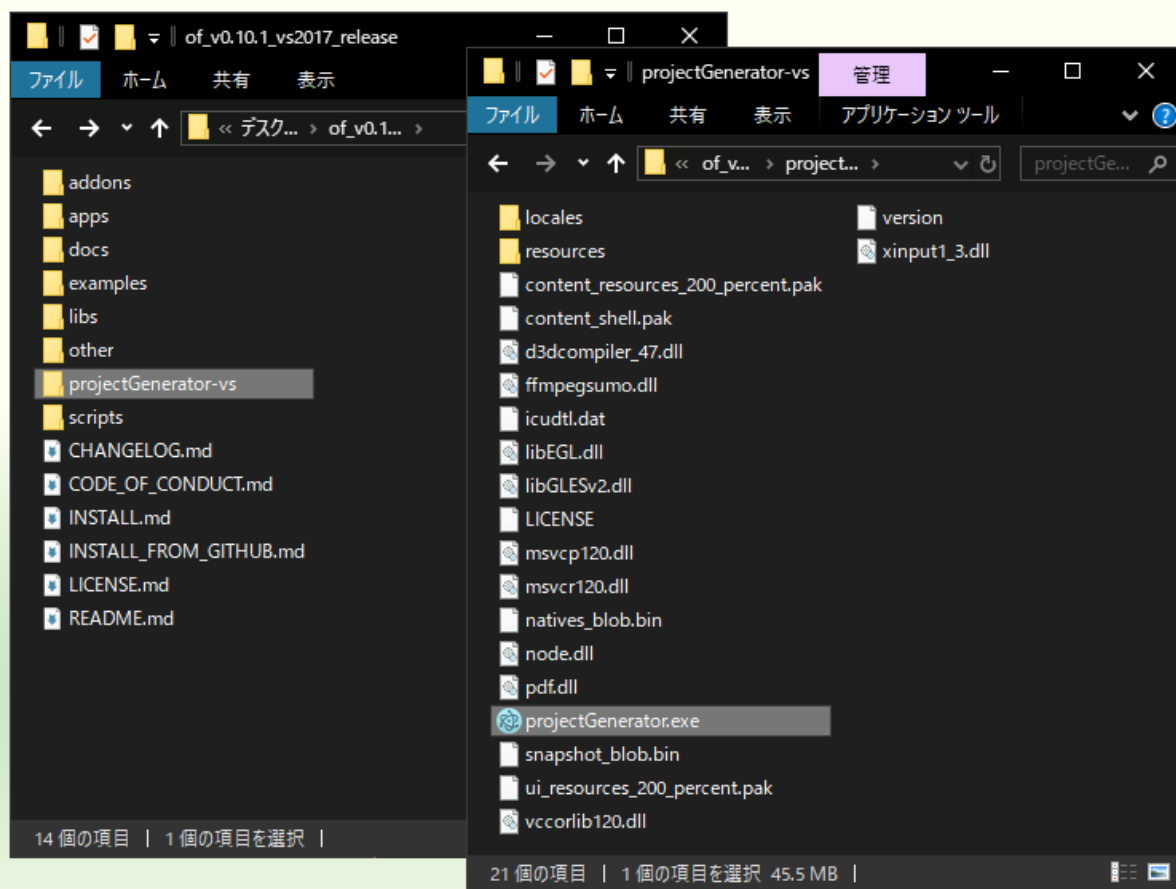 of_v0.10.1_vs2017_release
ファイル ホーム 共有 表示
« デスク... › of_v0.1... ›
addons
apps
docs
examples
libs
other
projectGenerator-vs
scripts
CHANGELOG.md
CODE_OF_CONDUCT.md
INSTALL.md
INSTALL_FROM_GITHUB.md
LICENSE.md
README.md
14 個の項目 | 1 個の項目を選択 |
projectGenerator-vs 管理
ファイル ホーム 共有 表示 アプリケーション ツール
« of_v... › project... › projectGe...
locales
resources
content_resources_200_percent.pak
content_shell.pak
d3dcompiler_47.dll
ffmpegsumo.dll
icudtl.dat
libEGL.dll
libGLESv2.dll
LICENSE
msvcp120.dll
msvcr120.dll
natives_blob.bin
node.dll
pdf.dll
projectGenerator.exe
snapshot_blob.bin
ui_resources_200_percent.pak
vccorlib120.dll
version
xinput1_3.dll
21 個の項目 | 1 個の項目を選択 45.5 MB |